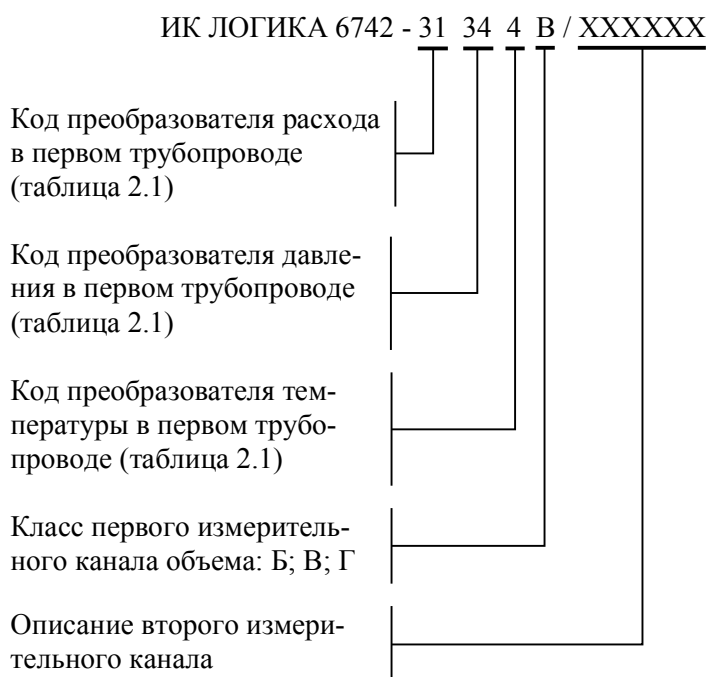 ИК ЛОГИКА 6742 - 31 34 4 В / XXXXXX
Код преобразователя расхода
в первом трубопроводе
(таблица 2.1)
Код преобразователя давле-
ния в первом трубопроводе
(таблица 2.1)
Код преобразователя тем-
пературы в первом трубо-
проводе (таблица 2.1)
Класс первого измеритель-
ного канала объема: Б; В; Г
Описание второго измери-
тельного канала